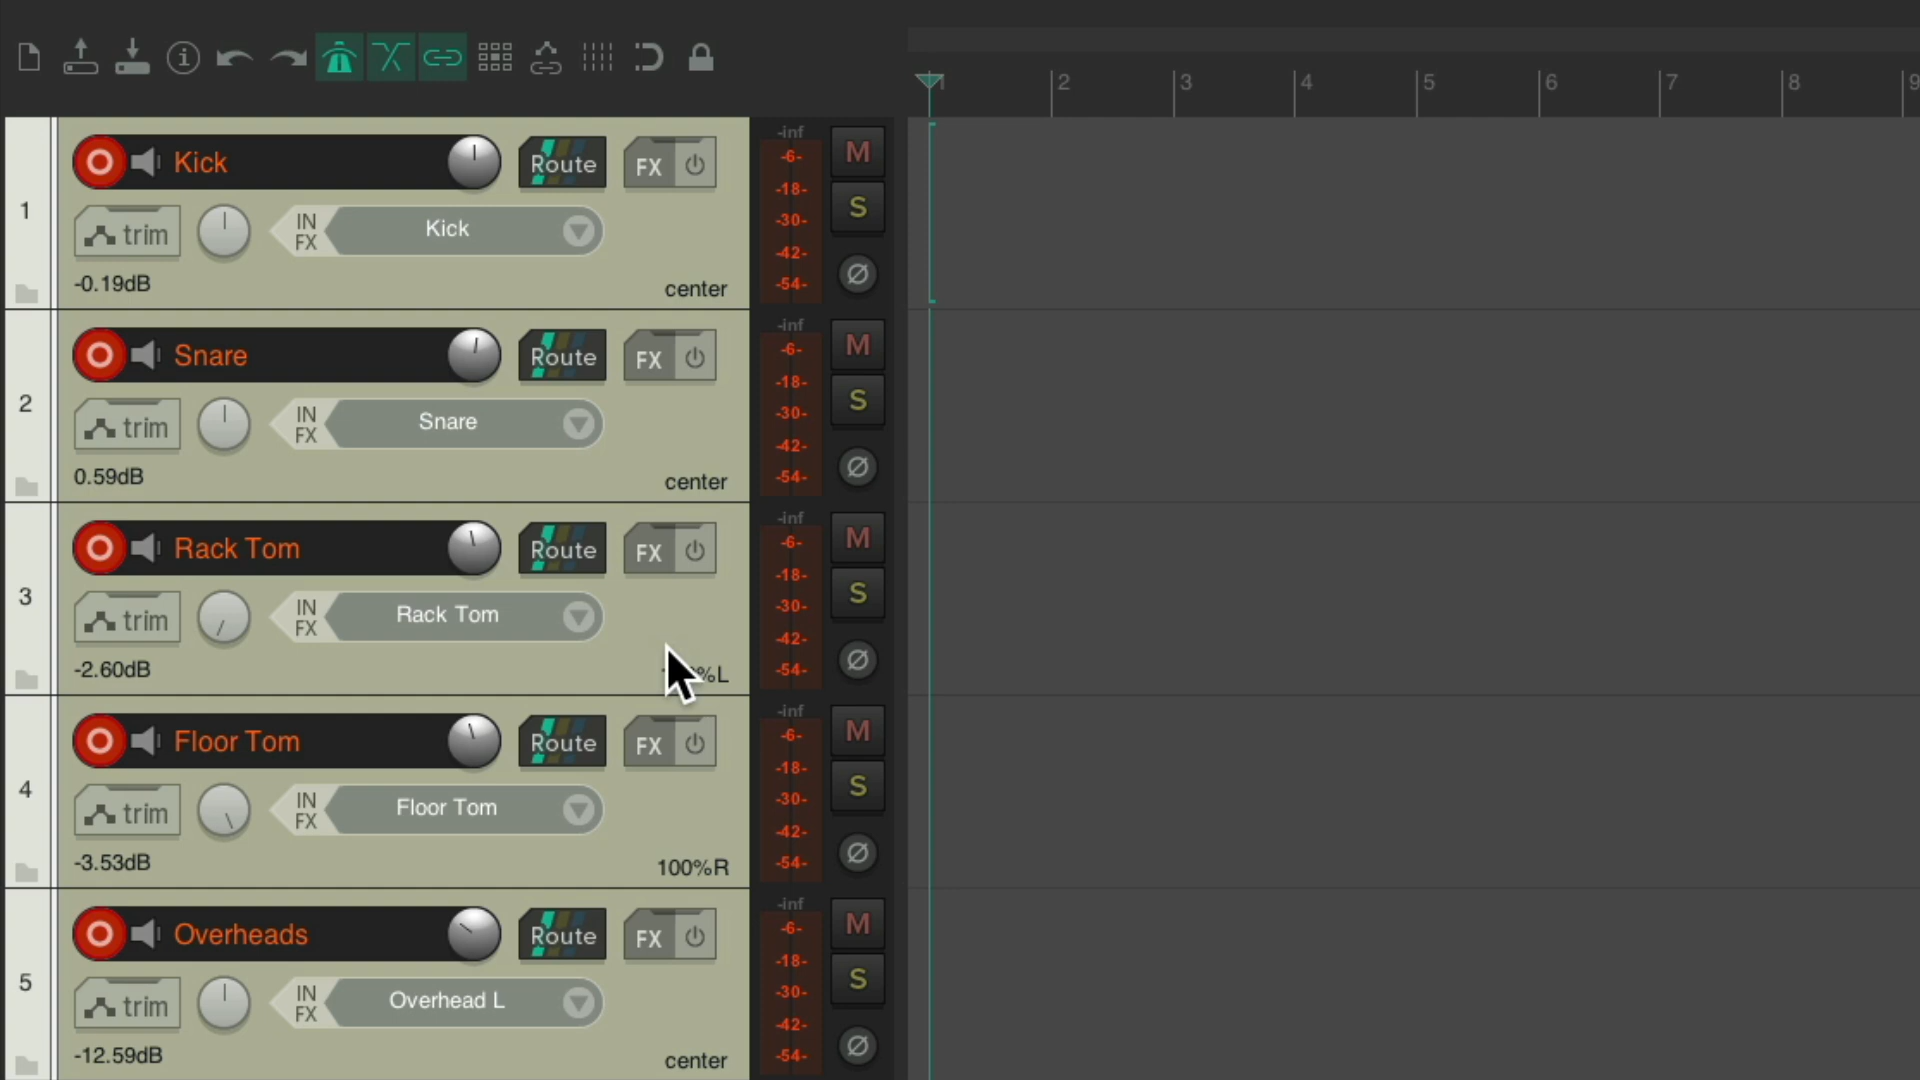 1 2 3 4 5 6 7 8 9
1 Kick Route FX -inf M
-6-
-18- S
trim IN FX Kick -30-
-42-
-0.19dB center -54- Ø
2 Snare Route FX -inf M
-6-
-18- S
trim IN FX Snare -30-
-42-
0.59dB center -54- Ø
3 Rack Tom Route FX -inf M
-6-
-18- S
trim IN FX Rack Tom -30-
-42-
-2.60dB %L -54- Ø
4 Floor Tom Route FX -inf M
-6-
-18- S
trim IN FX Floor Tom -30-
-42-
-3.53dB 100%R -54- Ø
5 Overheads Route FX -inf M
-6-
-18- S
trim IN FX Overhead L -30-
-42-
-12.59dB center -54- Ø